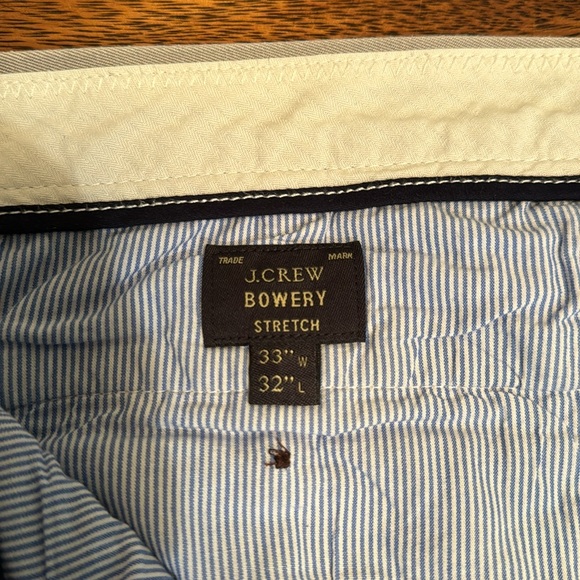 TRADE MARK
J.CREW
BOWERY
STRETCH
33" W
32" L